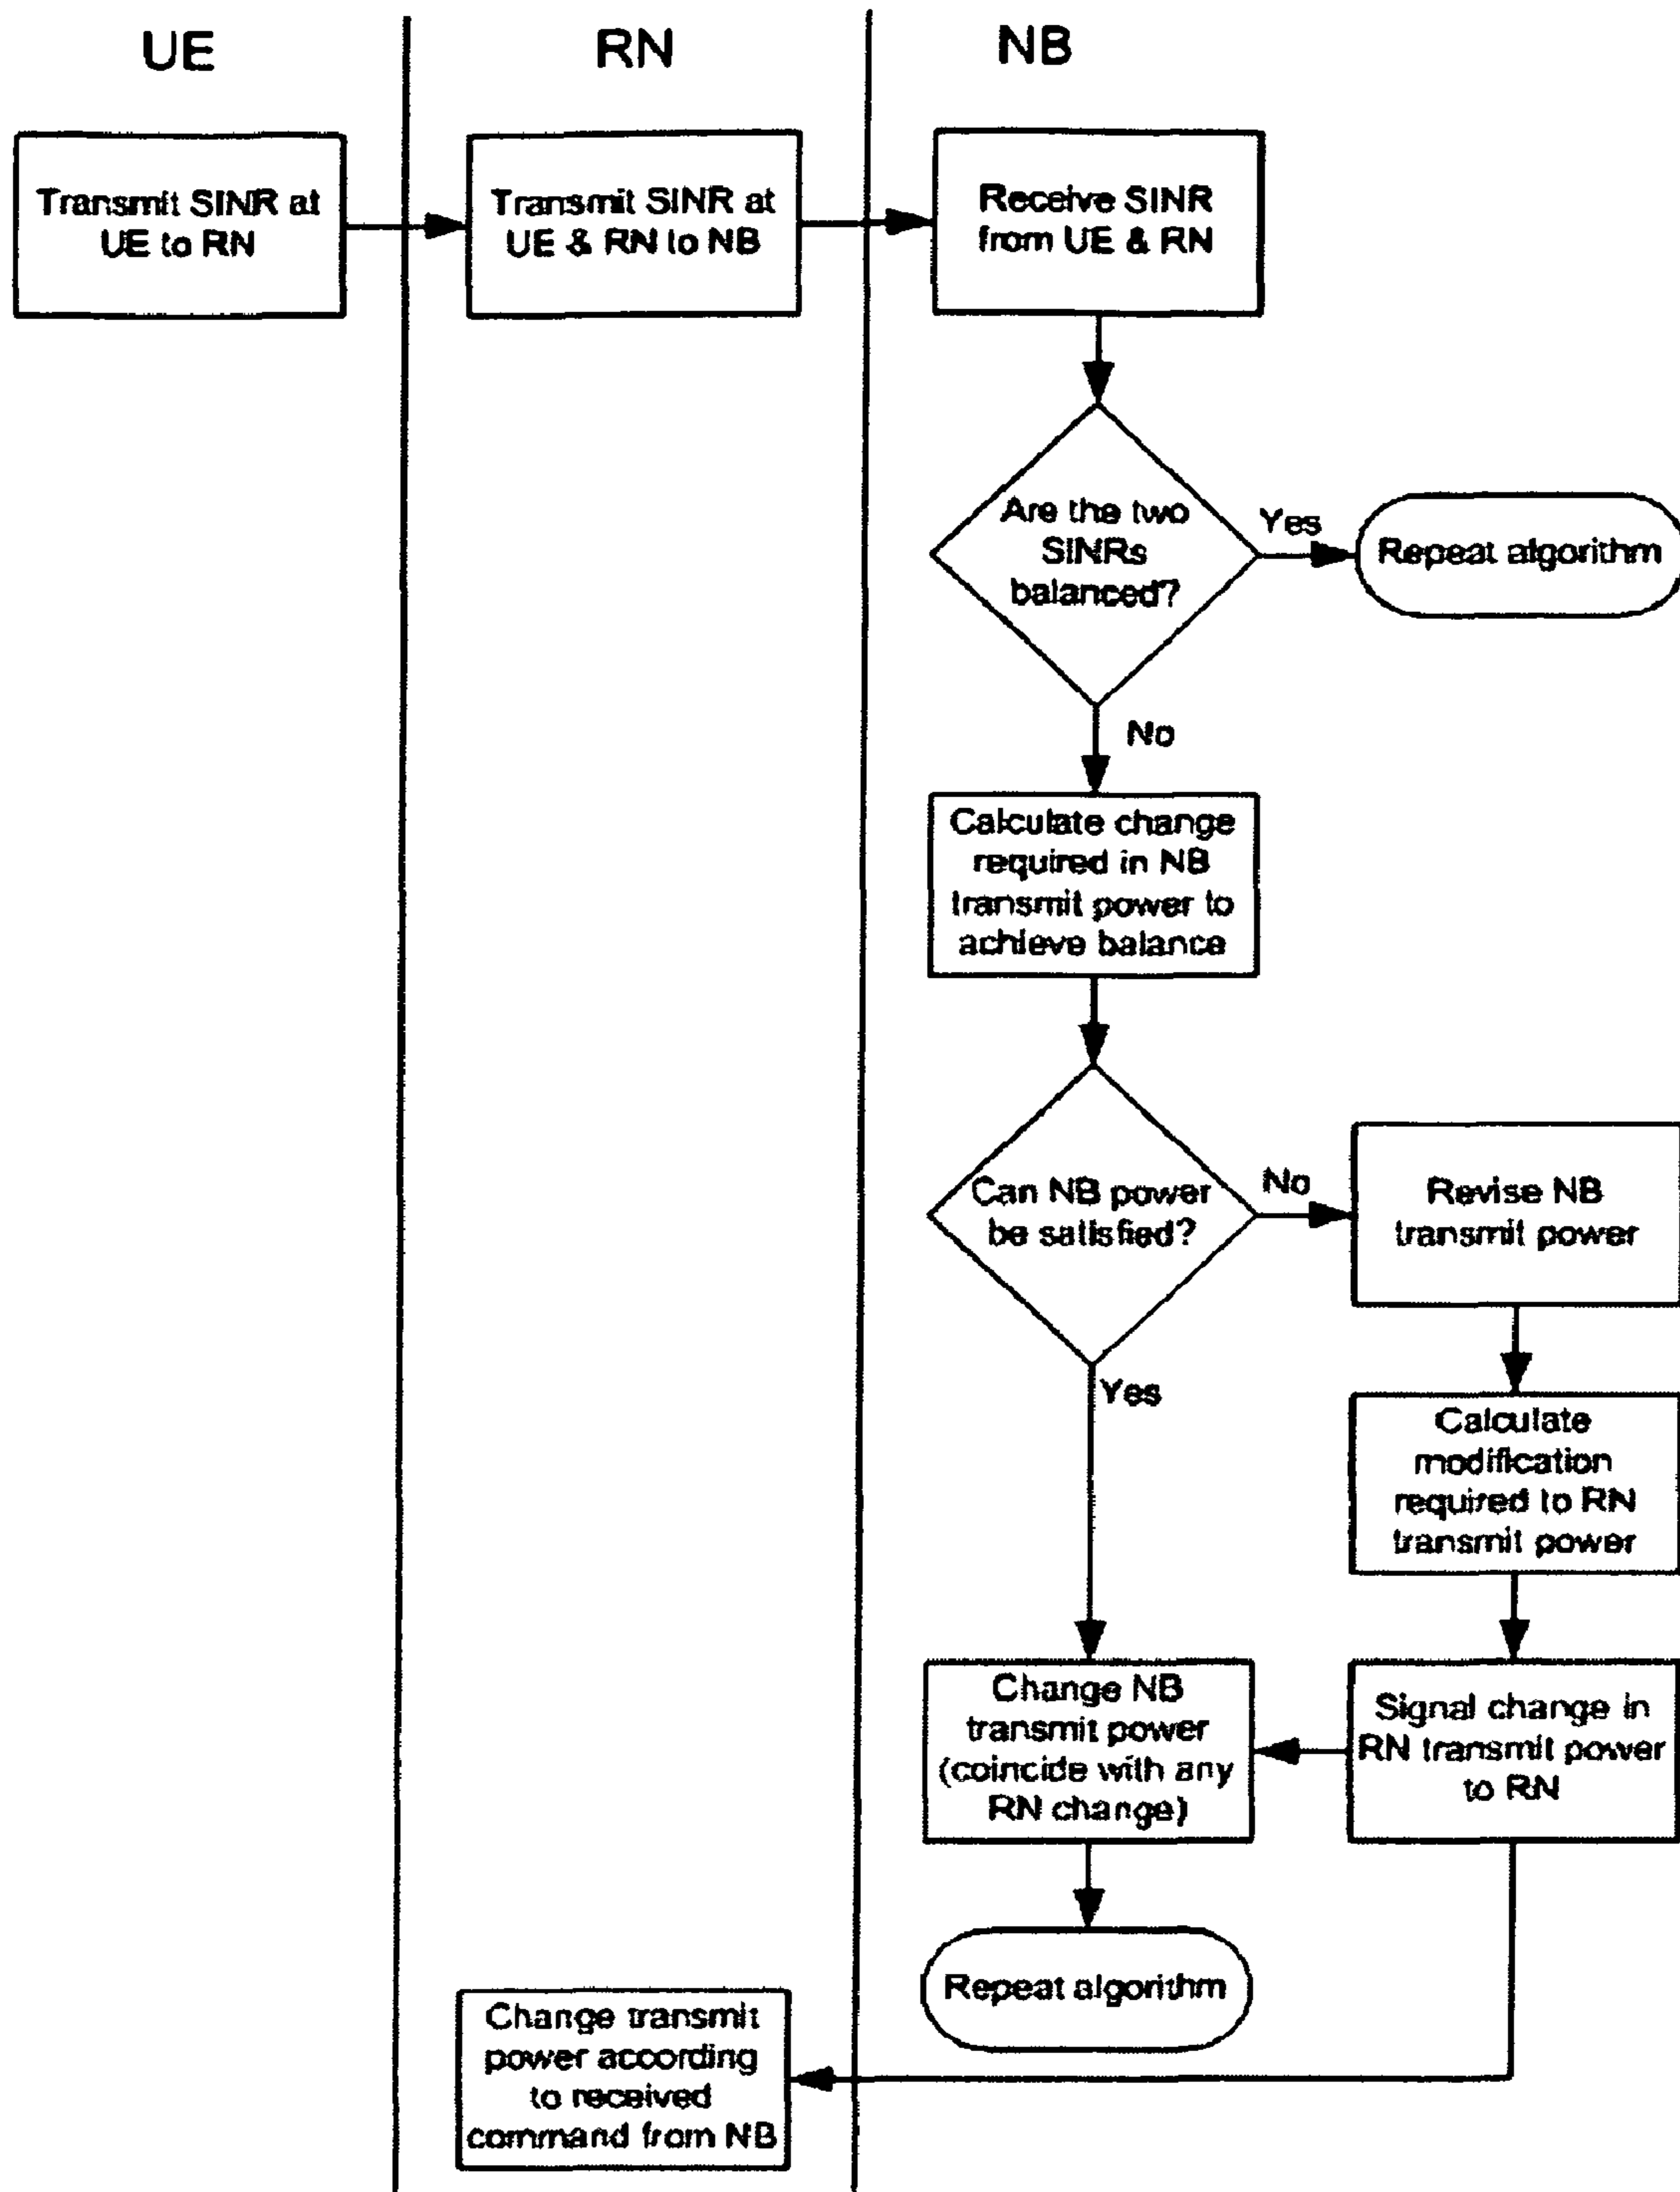 UE
RN
NB
Transmit SINR at
UE to RN
Transmit SINR at
UE & RN to NB
Receive SINR
from UE & RN
Are the two
SINRs
balanced?
Yes
Repeat algorithm
No
Calculate change
required in NB
transmit power to
achieve balance
Can NB power
be satisfied?
No
Revise NB
transmit power
Yes
Calculate
modification
required to RN
transmit power
Change NB
transmit power
(coincide with any
RN change)
Signal change in
RN transmit power
to RN
Repeat algorithm
Change transmit
power according
to received
command from NB